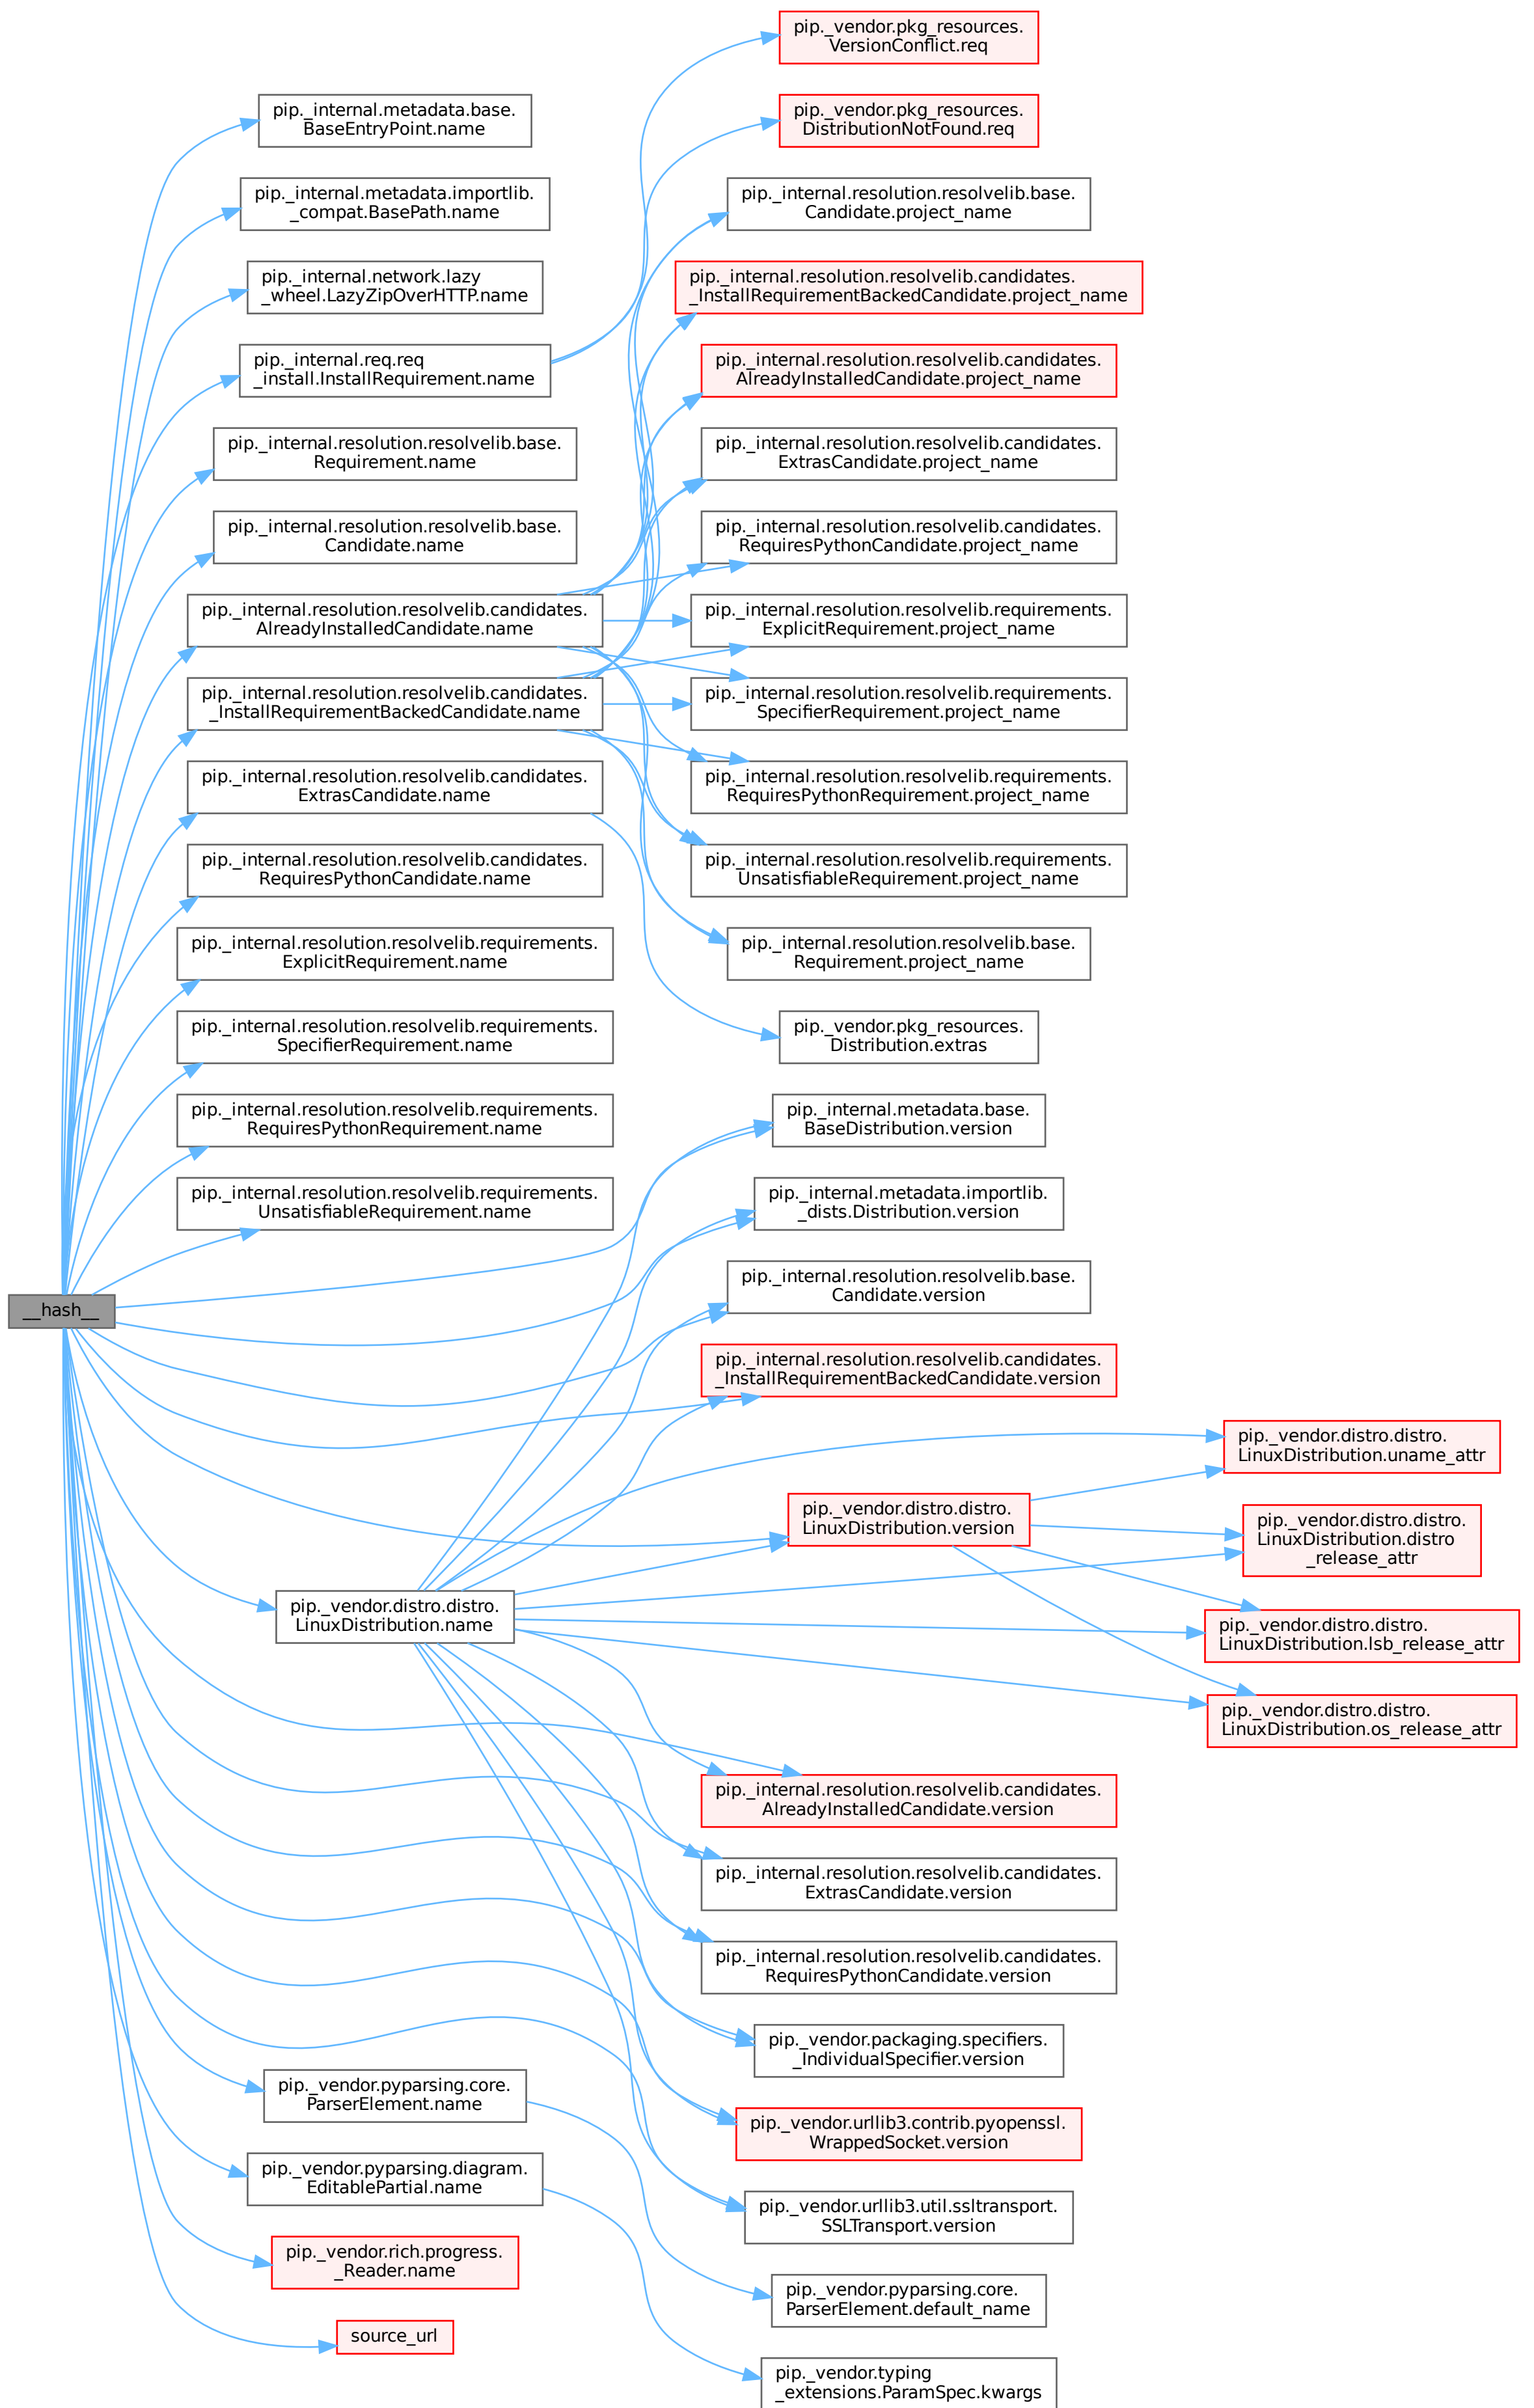 pip._vendor.pkg_resources.
VersionConflict.req
pip._internal.metadata.base.
BaseEntryPoint.name
pip._vendor.pkg_resources.
DistributionNotFound.req
pip._internal.metadata.importlib.
_compat.BasePath.name
pip._internal.resolution.resolvelib.base.
Candidate.project_name
pip._internal.network.lazy
_wheel.LazyZipOverHTTP.name
pip._internal.resolution.resolvelib.candidates.
_InstallRequirementBackedCandidate.project_name
pip._internal.req.req
_install.InstallRequirement.name
pip._internal.resolution.resolvelib.candidates.
AlreadyInstalledCandidate.project_name
pip._internal.resolution.resolvelib.base.
Requirement.name
pip._internal.resolution.resolvelib.candidates.
ExtrasCandidate.project_name
pip._internal.resolution.resolvelib.base.
Candidate.name
pip._internal.resolution.resolvelib.candidates.
RequiresPythonCandidate.project_name
pip._internal.resolution.resolvelib.candidates.
AlreadyInstalledCandidate.name
pip._internal.resolution.resolvelib.requirements.
ExplicitRequirement.project_name
pip._internal.resolution.resolvelib.candidates.
_InstallRequirementBackedCandidate.name
pip._internal.resolution.resolvelib.requirements.
SpecifierRequirement.project_name
pip._internal.resolution.resolvelib.candidates.
ExtrasCandidate.name
pip._internal.resolution.resolvelib.requirements.
RequiresPythonRequirement.project_name
pip._internal.resolution.resolvelib.candidates.
RequiresPythonCandidate.name
pip._internal.resolution.resolvelib.requirements.
UnsatisfiableRequirement.project_name
pip._internal.resolution.resolvelib.requirements.
ExplicitRequirement.name
pip._internal.resolution.resolvelib.base.
Requirement.project_name
pip._internal.resolution.resolvelib.requirements.
SpecifierRequirement.name
pip._vendor.pkg_resources.
Distribution.extras
pip._internal.resolution.resolvelib.requirements.
RequiresPythonRequirement.name
pip._internal.metadata.base.
BaseDistribution.version
pip._internal.resolution.resolvelib.requirements.
UnsatisfiableRequirement.name
pip._internal.metadata.importlib.
_dists.Distribution.version
__hash__
pip._internal.resolution.resolvelib.base.
Candidate.version
pip._internal.resolution.resolvelib.candidates.
_InstallRequirementBackedCandidate.version
pip._vendor.distro.distro.
LinuxDistribution.uname_attr
pip._vendor.distro.distro.
LinuxDistribution.version
pip._vendor.distro.distro.
LinuxDistribution.distro
_release_attr
pip._vendor.distro.distro.
LinuxDistribution.name
pip._vendor.distro.distro.
LinuxDistribution.lsb_release_attr
pip._vendor.distro.distro.
LinuxDistribution.os_release_attr
pip._internal.resolution.resolvelib.candidates.
AlreadyInstalledCandidate.version
pip._internal.resolution.resolvelib.candidates.
ExtrasCandidate.version
pip._internal.resolution.resolvelib.candidates.
RequiresPythonCandidate.version
pip._vendor.packaging.specifiers.
_IndividualSpecifier.version
pip._vendor.pyparsing.core.
ParserElement.name
pip._vendor.urllib3.contrib.pyopenssl.
WrappedSocket.version
pip._vendor.pyparsing.diagram.
EditablePartial.name
pip._vendor.urllib3.util.ssltransport.
SSLTransport.version
pip._vendor.rich.progress.
_Reader.name
pip._vendor.pyparsing.core.
ParserElement.default_name
source_url
pip._vendor.typing
_extensions.ParamSpec.kwargs